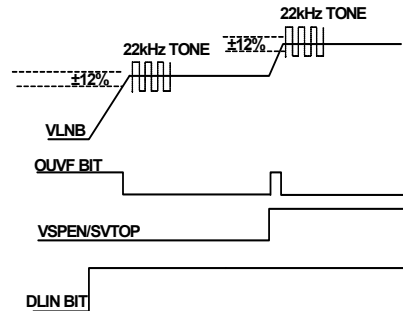 22kHz TONE
±12%
22kHz TONE
±12%
VLNB
OUVF BIT
VSPEN/SVTOP
DLIN BIT